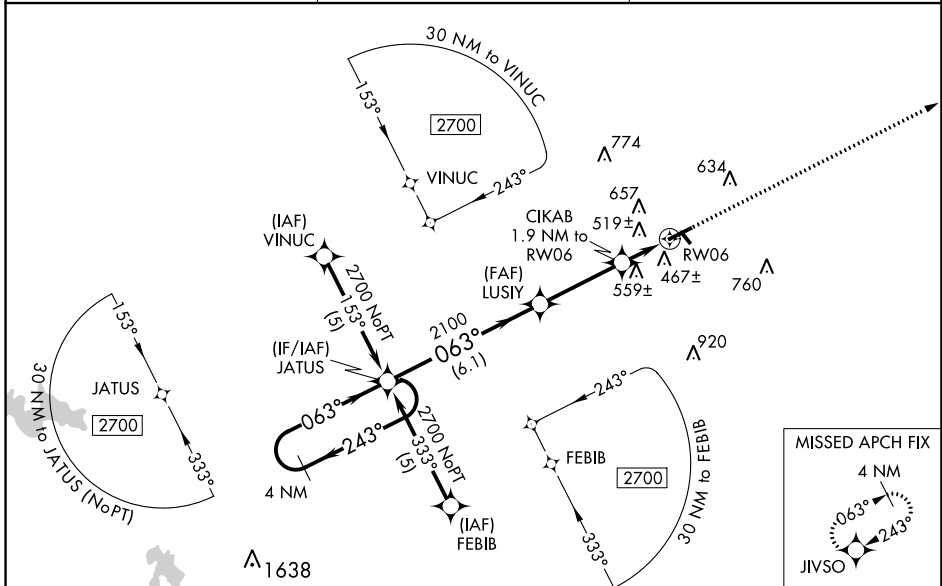 30 NM to VINUC
153°
2700
VINUC
243°
774
634
657
519±
CIKAB
1.9 NM to
RW06
RW06
467±
559±
760
(IAF)
VINUC
2700 NoPT
153°
(5)
(FAF)
LUSIY
2100
063°
(6.1)
(IF/IAF)
JATUS
920
153°
JATUS
2700
333°
30 NM to JATUS (NoPT)
063°
243°
4 NM
2700 NoPT
333°
(5)
(IAF)
FEBIB
243°
FEBIB
2700
333°
30 NM to FEBIB
1638
MISSED APCH FIX
4 NM
063°
243°
JIVSO